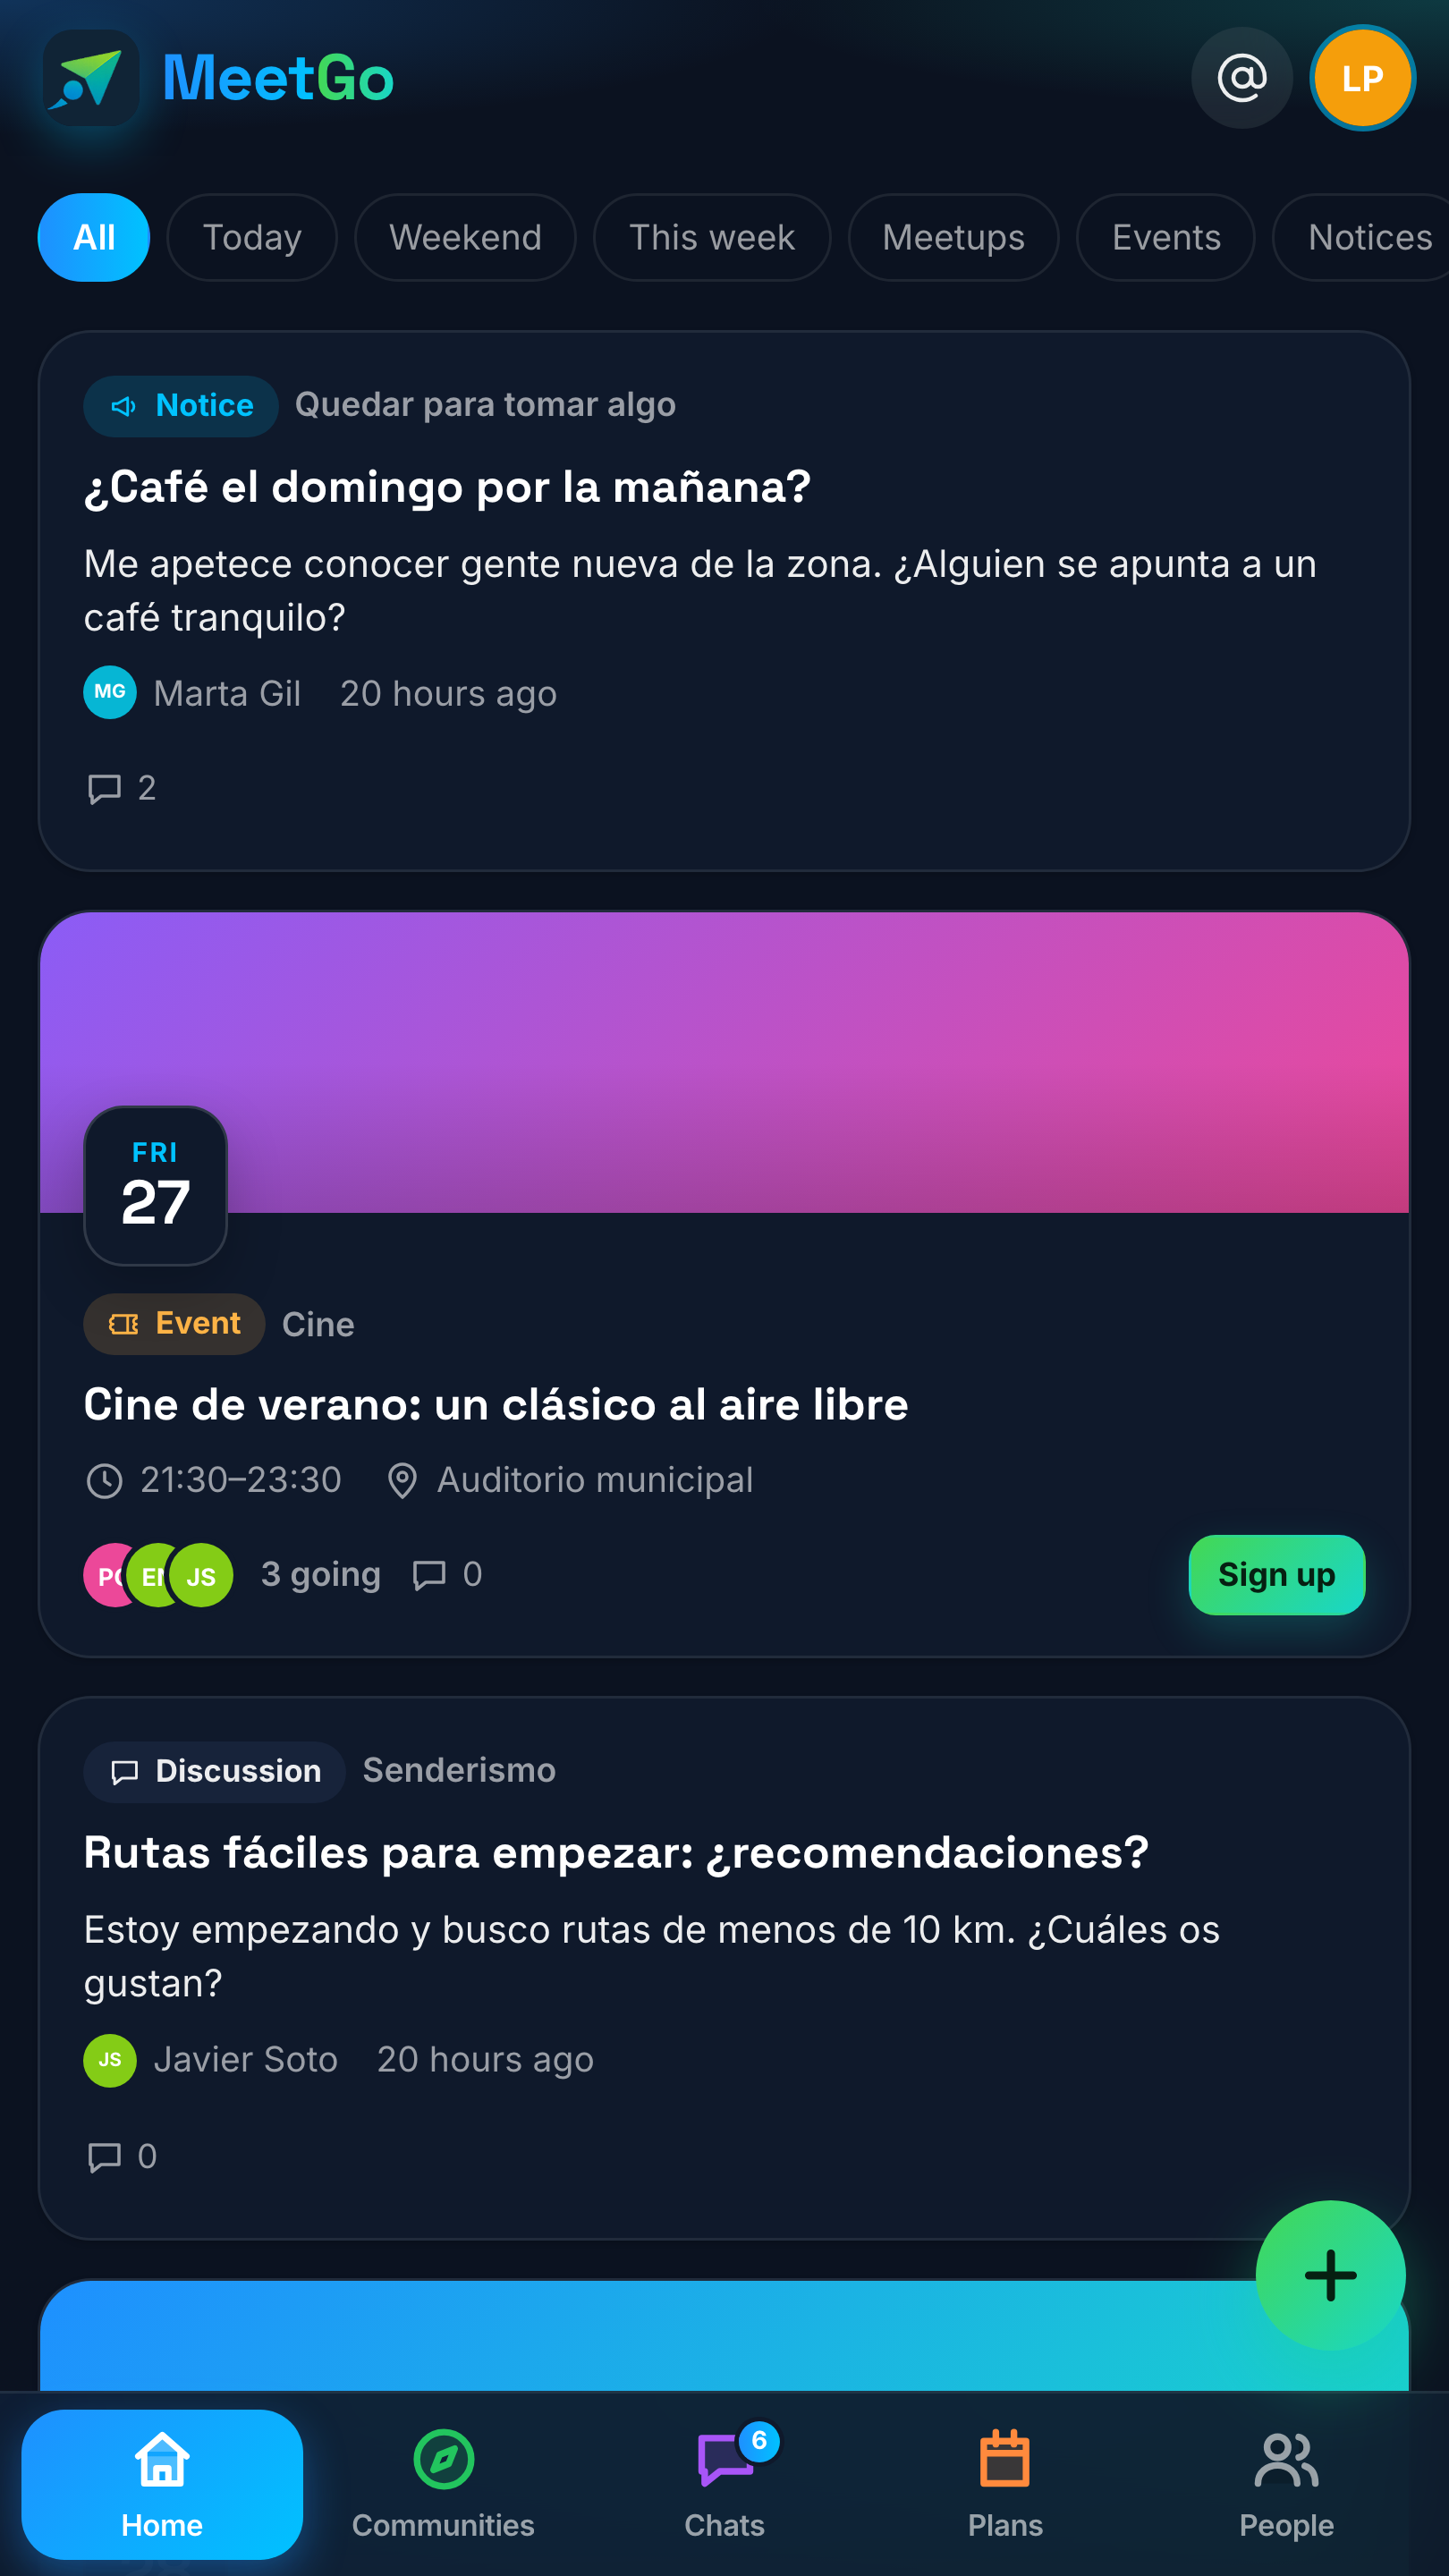 MeetGo
LP
All
Today
Weekend
This week
Meetups
Events
Notices
Notice
Quedar para tomar algo
¿Café el domingo por la mañana?
Me apetece conocer gente nueva de la zona. ¿Alguien se apunta a un
café tranquilo?
MG
Marta Gil
20 hours ago
2
FRI
27
Event
Cine
Cine de verano: un clásico al aire libre
21:30–23:30
Auditorio municipal
JS
3 going
0
Sign up
Discussion
Senderismo
Rutas fáciles para empezar: ¿recomendaciones?
Estoy empezando y busco rutas de menos de 10 km. ¿Cuáles os
gustan?
JS
Javier Soto
20 hours ago
0
Home
Communities
6
Chats
Plans
People